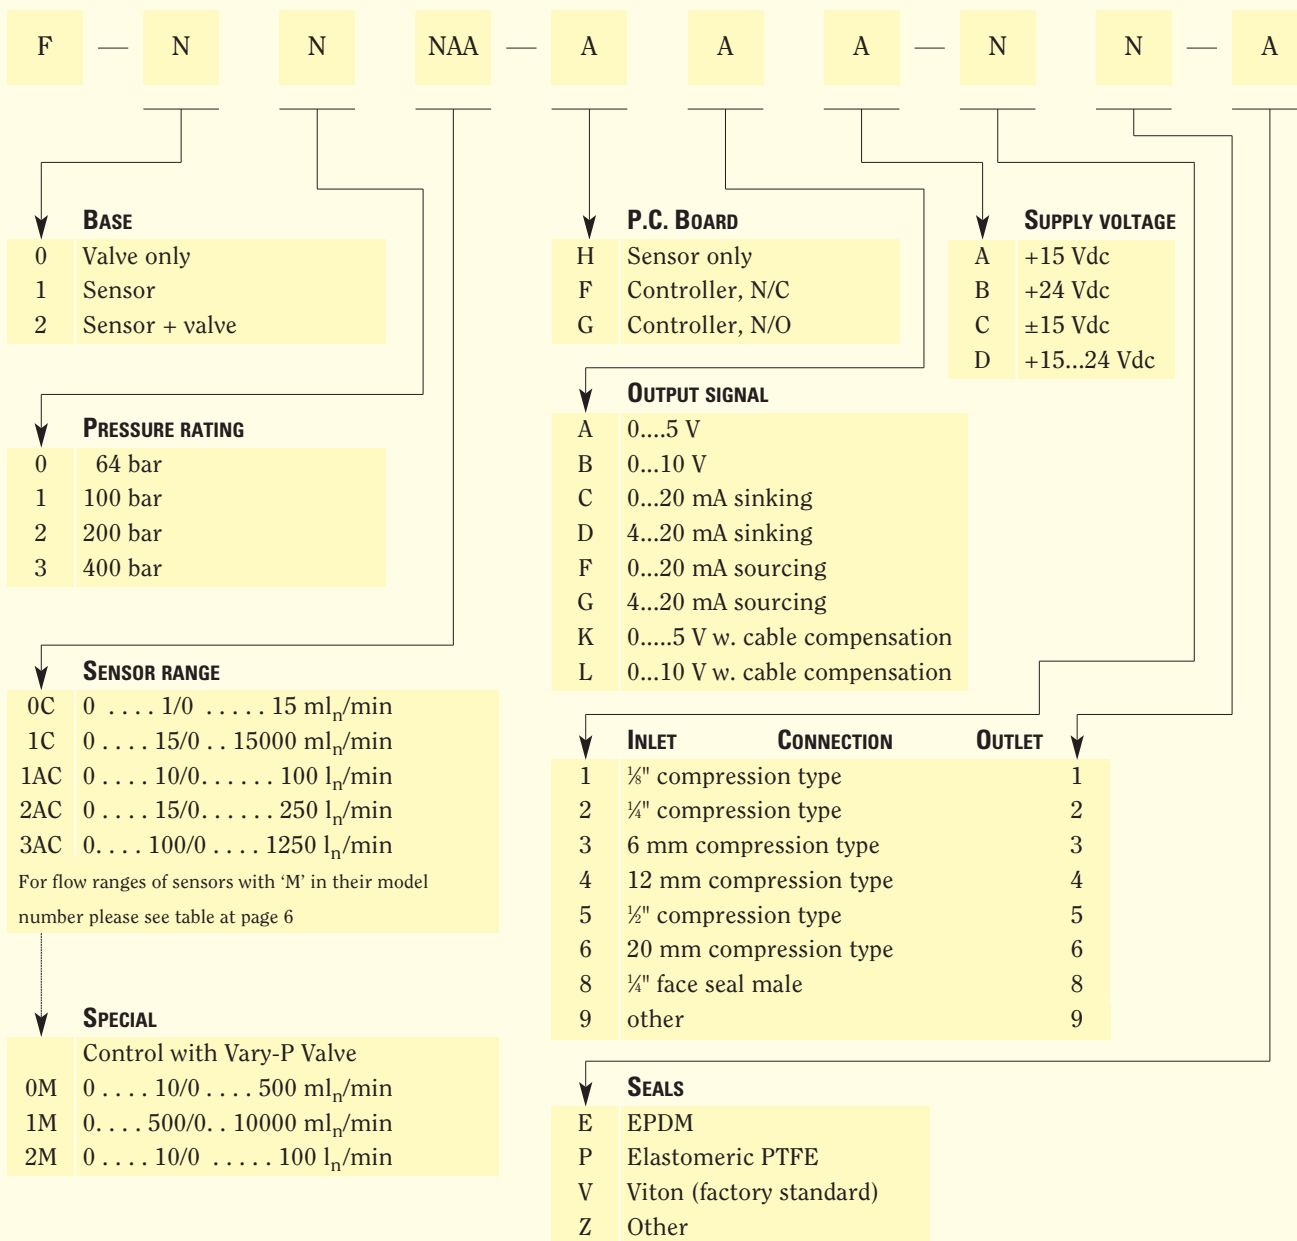 F — N N NAA — A A A — N N — A
BASE
0 Valve only
1 Sensor
2 Sensor + valve
PRESSURE RATING
0 64 bar
1 100 bar
2 200 bar
3 400 bar
SENSOR RANGE
0C 0 .... 1/0 ..... 15 mlₙ/min
1C 0 .... 15/0 .. 15000 mlₙ/min
1AC 0 .... 10/0...... 100 lₙ/min
2AC 0 .... 15/0...... 250 lₙ/min
3AC 0.... 100/0 .... 1250 lₙ/min
For flow ranges of sensors with ‘M’ in their model
number please see table at page 6
SPECIAL
Control with Vary-P Valve
0M 0 .... 10/0 .... 500 mlₙ/min
1M 0.... 500/0.. 10000 mlₙ/min
2M 0 .... 10/0 ..... 100 lₙ/min
P.C. BOARD
H Sensor only
F Controller, N/C
G Controller, N/O
SUPPLY VOLTAGE
A +15 Vdc
B +24 Vdc
C ±15 Vdc
D +15...24 Vdc
OUTPUT SIGNAL
A 0....5 V
B 0...10 V
C 0...20 mA sinking
D 4...20 mA sinking
F 0...20 mA sourcing
G 4...20 mA sourcing
K 0.....5 V w. cable compensation
L 0...10 V w. cable compensation
INLET CONNECTION OUTLET
1 ⅛" compression type 1
2 ¼" compression type 2
3 6 mm compression type 3
4 12 mm compression type 4
5 ½" compression type 5
6 20 mm compression type 6
8 ¼" face seal male 8
9 other 9
SEALS
E EPDM
P Elastomeric PTFE
V Viton (factory standard)
Z Other